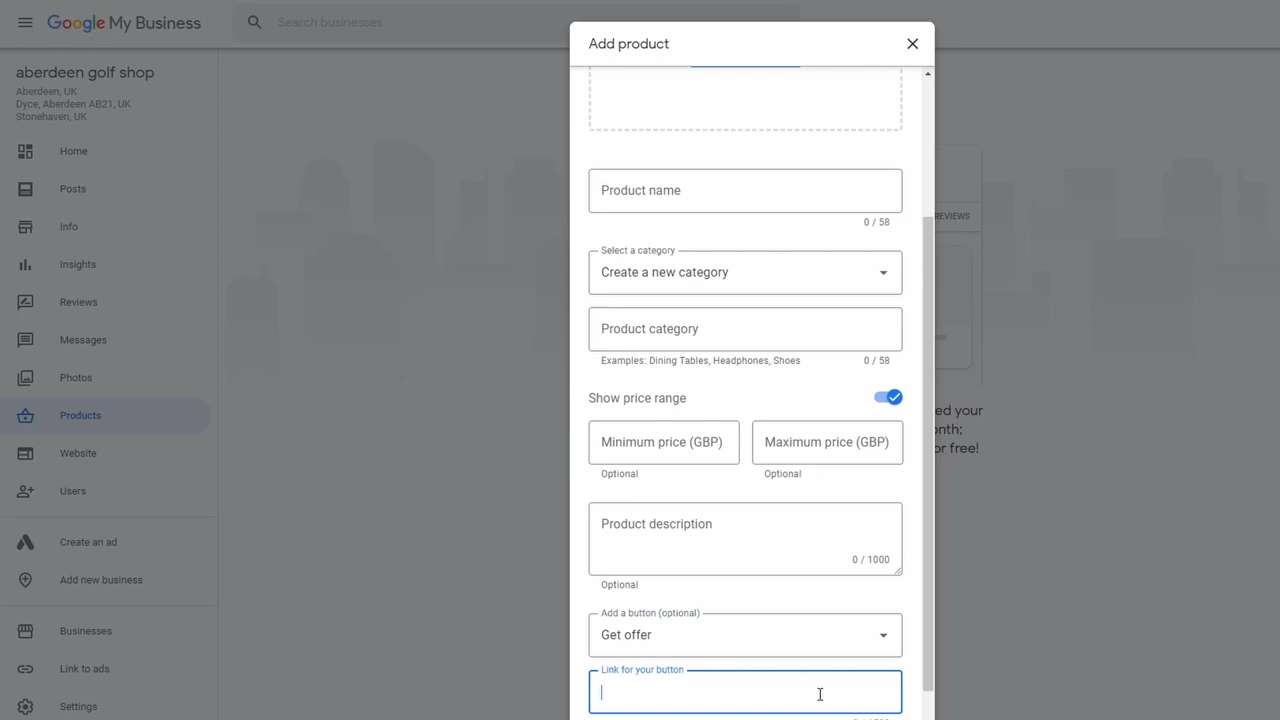 Google My Business
Search businesses
aberdeen golf shop
Aberdeen, UK
Dyce, Aberdeen AB21, UK
Stonehaven, UK
Home
Posts
Info
Insights
Reviews
Messages
Photos
Products
Website
Users
Create an ad
Add new business
Businesses
Link to ads
Settings
Add product
Product name
0 / 58
Select a category
Create a new category
Product category
Examples: Dining Tables, Headphones, Shoes 0 / 58
Show price range
Minimum price (GBP) Maximum price (GBP)
Optional Optional
Product description
0 / 1000
Optional
Add a button (optional)
Get offer
Link for your button
REVIEWS
ed your
onth;
or free!